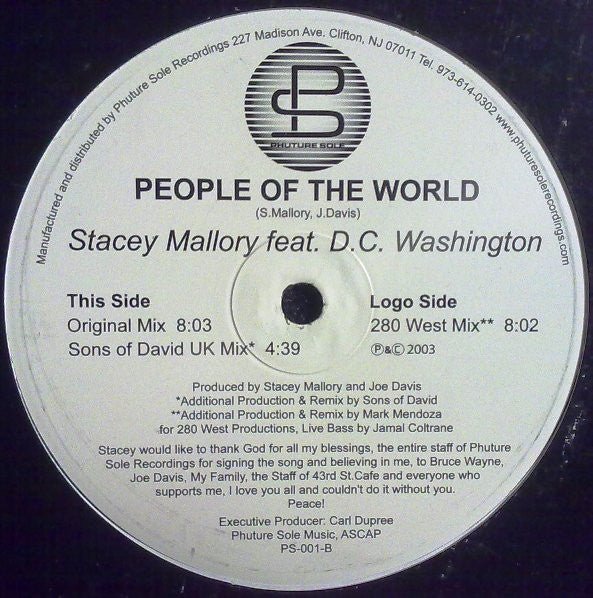 Manufactured and distributed by Phuture Sole Recordings 227 Madison Ave. Clifton, NJ 07011 Tel. 973-614-0302 www.phuturesolerecordings.com
PS
PHUTURE SOLE
PEOPLE OF THE WORLD
(S.Mallory, J.Davis)
Stacey Mallory feat. D.C. Washington
This Side
Original Mix 8:03
Sons of David UK Mix* 4:39
Logo Side
280 West Mix** 8:02
℗&© 2003
Produced by Stacey Mallory and Joe Davis
*Additional Production & Remix by Sons of David
**Additional Production & Remix by Mark Mendoza
for 280 West Productions, Live Bass by Jamal Coltrane
Stacey would like to thank God for all my blessings, the entire staff of Phuture
Sole Recordings for signing the song and believing in me, to Bruce Wayne,
Joe Davis, My Family, the Staff of 43rd St.Cafe and everyone who
supports me, I love you all and couldn't do it without you.
Peace!
Executive Producer: Carl Dupree
Phuture Sole Music, ASCAP
PS-001-B